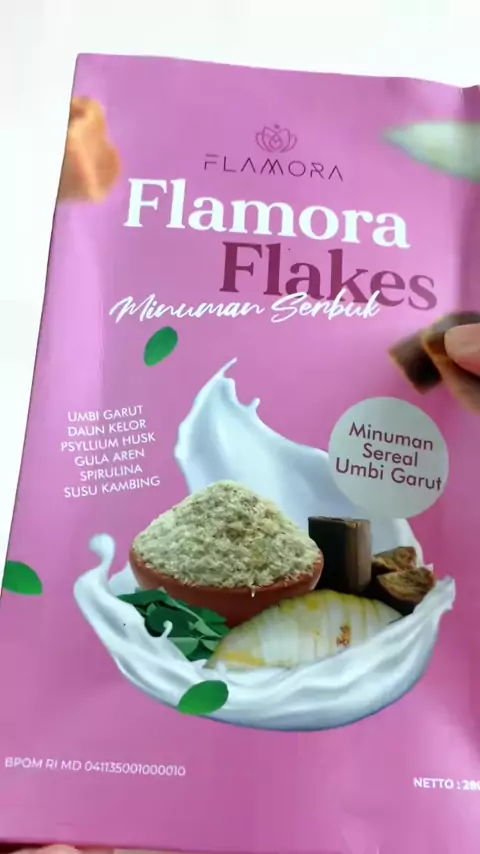 FLAMORA
Flamora
Flakes
Minuman Serbuk
UMBI GARUT
DAUN KELOR
PSYLLIUM HUSK
GULA AREN
SPIRULINA
SUSU KAMBING
Minuman
Sereal
Umbi Garut
BPOM RI MD 041135001000010
NETTO :